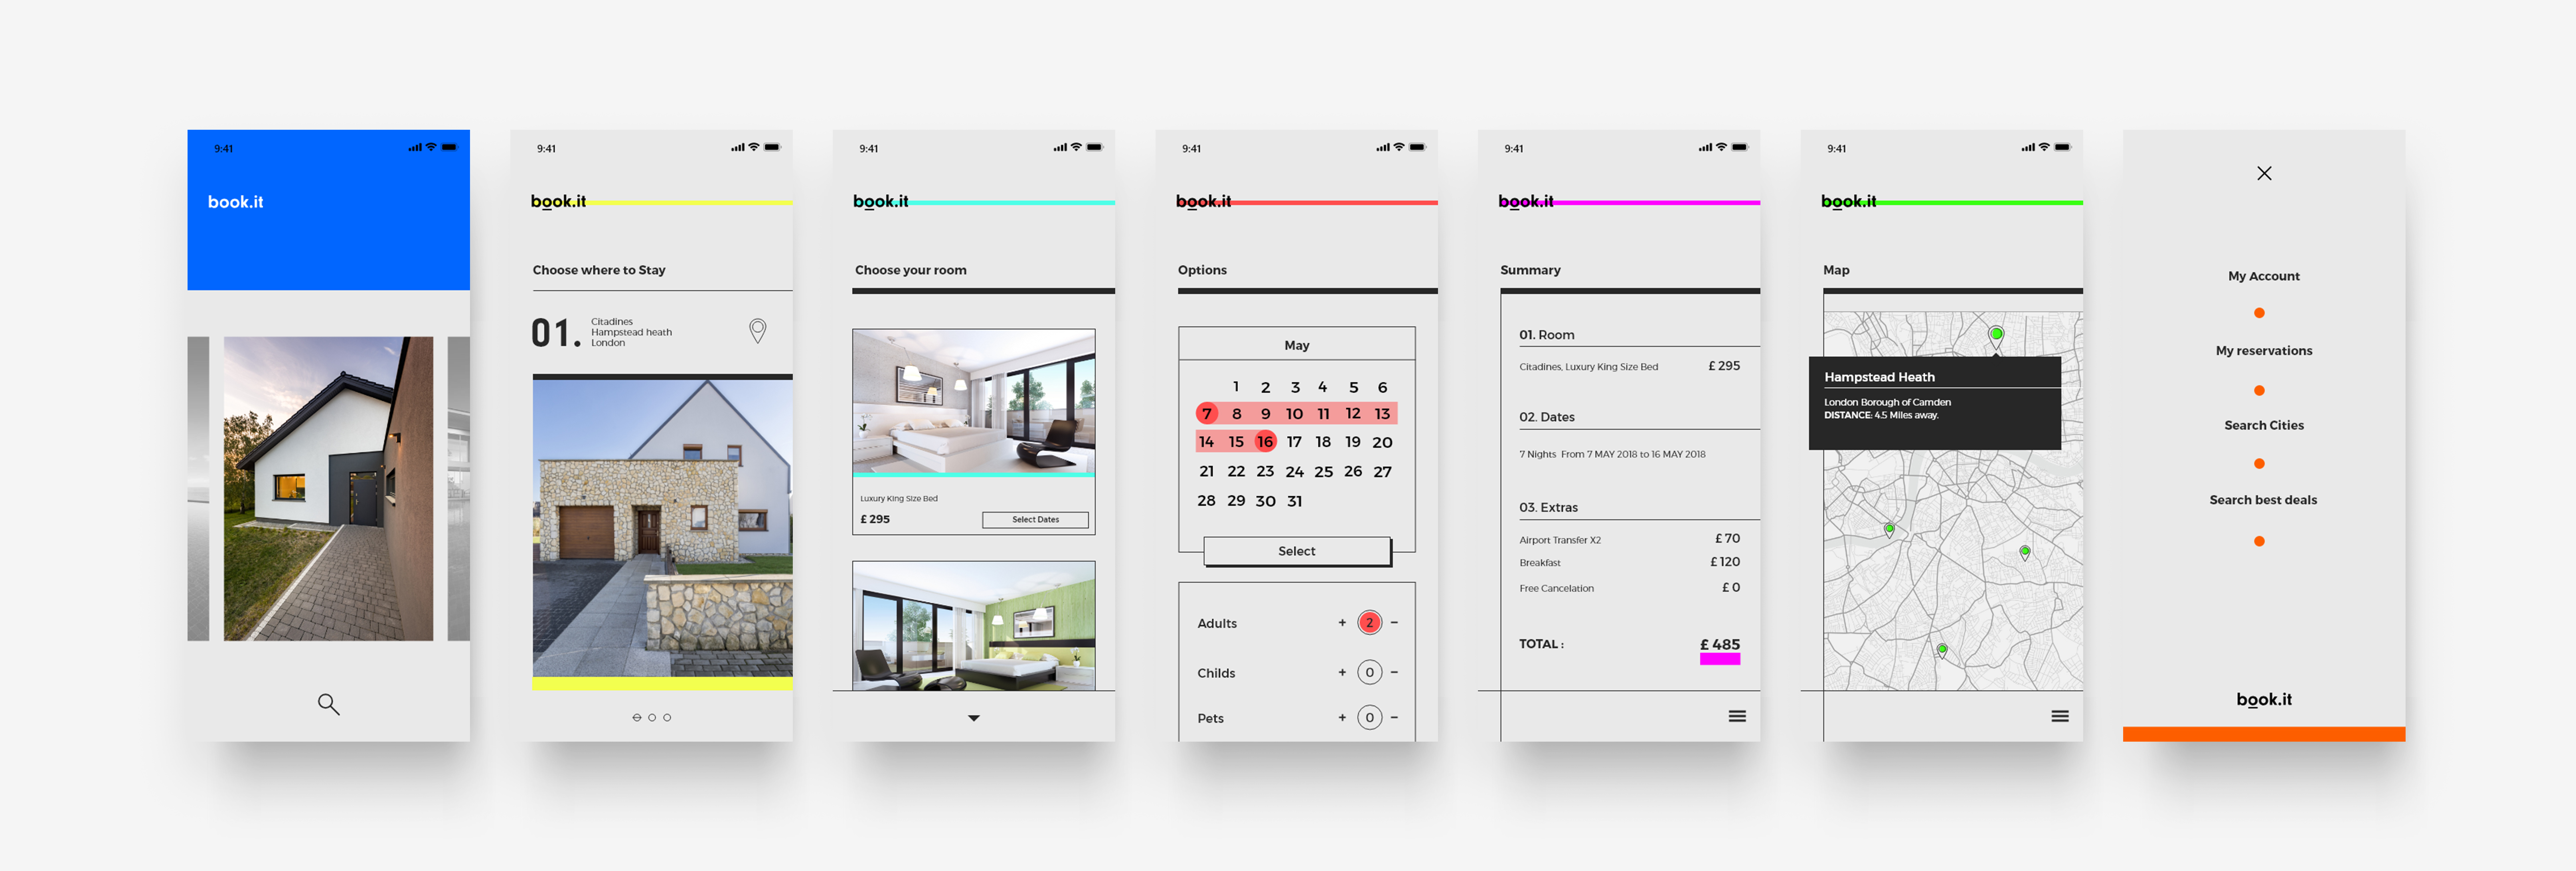 9:41
book.it
9:41
book.it
Choose where to Stay
01.
Citadines
Hampstead heath
London
9:41
book.it
Choose your room
Luxury King Size Bed
£ 295
Select Dates
9:41
book.it
Options
May
1 2 3 4 5 6
7 8 9 10 11 12 13
14 15 16 17 18 19 20
21 22 23 24 25 26 27
28 29 30 31
Select
Adults + 2 −
Childs + 0 −
Pets + 0 −
9:41
book.it
Summary
01. Room
Citadines, Luxury King Size Bed £ 295
02. Dates
7 Nights From 7 MAY 2018 to 16 MAY 2018
03. Extras
Airport Transfer X2 £ 70
Breakfast £ 120
Free Cancelation £ 0
TOTAL : £ 485
9:41
book.it
Map
Hampstead Heath
London Borough of Camden
DISTANCE: 4.5 Miles away.
My Account
My reservations
Search Cities
Search best deals
book.it